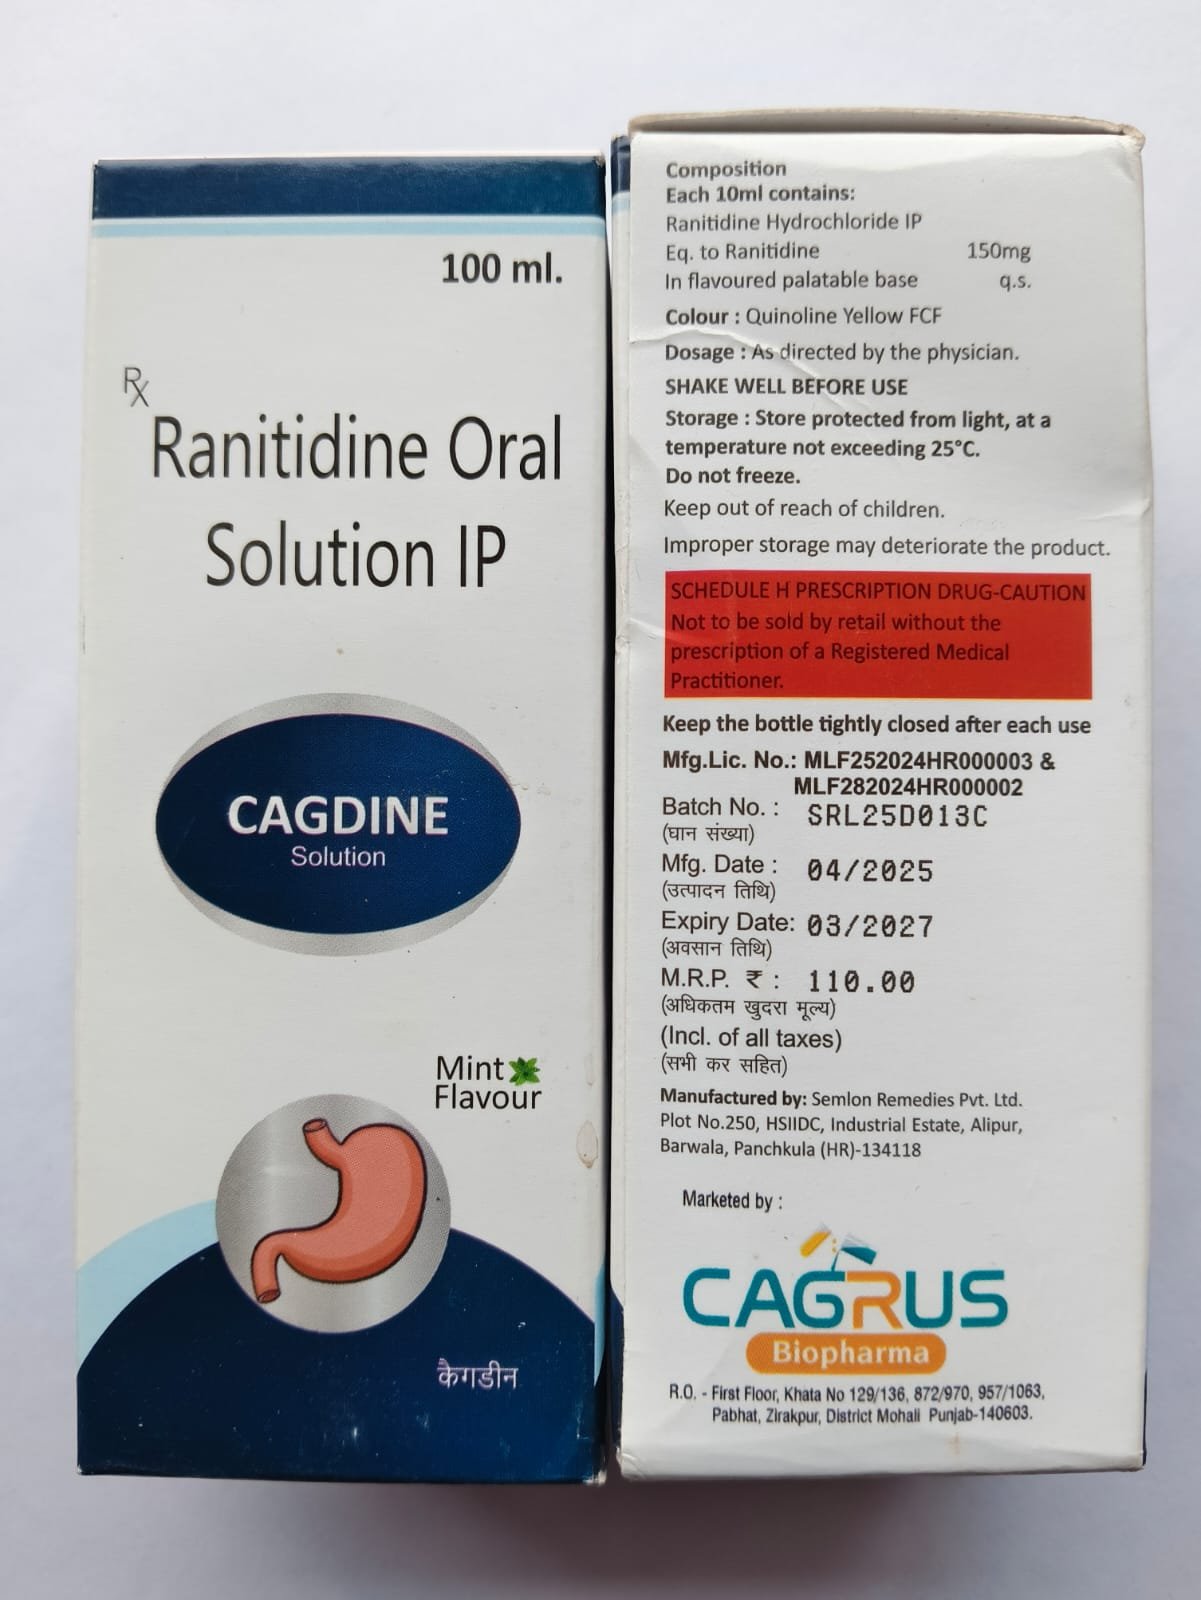 100 ml.
Rx
Ranitidine Oral
Solution IP
CAGDINE
Solution
Mint
Flavour
कैगडीन
Composition
Each 10ml contains:
Ranitidine Hydrochloride IP
Eq. to Ranitidine 150mg
In flavoured palatable base q.s.
Colour : Quinoline Yellow FCF
Dosage : As directed by the physician.
SHAKE WELL BEFORE USE
Storage : Store protected from light, at a
temperature not exceeding 25°C.
Do not freeze.
Keep out of reach of children.
Improper storage may deteriorate the product.
SCHEDULE H PRESCRIPTION DRUG-CAUTION
Not to be sold by retail without the
prescription of a Registered Medical
Practitioner.
Keep the bottle tightly closed after each use
Mfg.Lic. No.: MLF252024HR000003 &
MLF282024HR000002
Batch No. : SRL25D013C
(घान संख्या)
Mfg. Date : 04/2025
(उत्पादन तिथि)
Expiry Date: 03/2027
(अवसान तिथि)
M.R.P. ₹ : 110.00
(अधिकतम खुदरा मूल्य)
(Incl. of all taxes)
(सभी कर सहित)
Manufactured by: Semlon Remedies Pvt. Ltd.
Plot No.250, HSIIDC, Industrial Estate, Alipur,
Barwala, Panchkula (HR)-134118
Marketed by :
CAGRUS
Biopharma
R.O. - First Floor, Khata No 129/136, 872/970, 957/1063,
Pabhat, Zirakpur, District Mohali Punjab-140603.